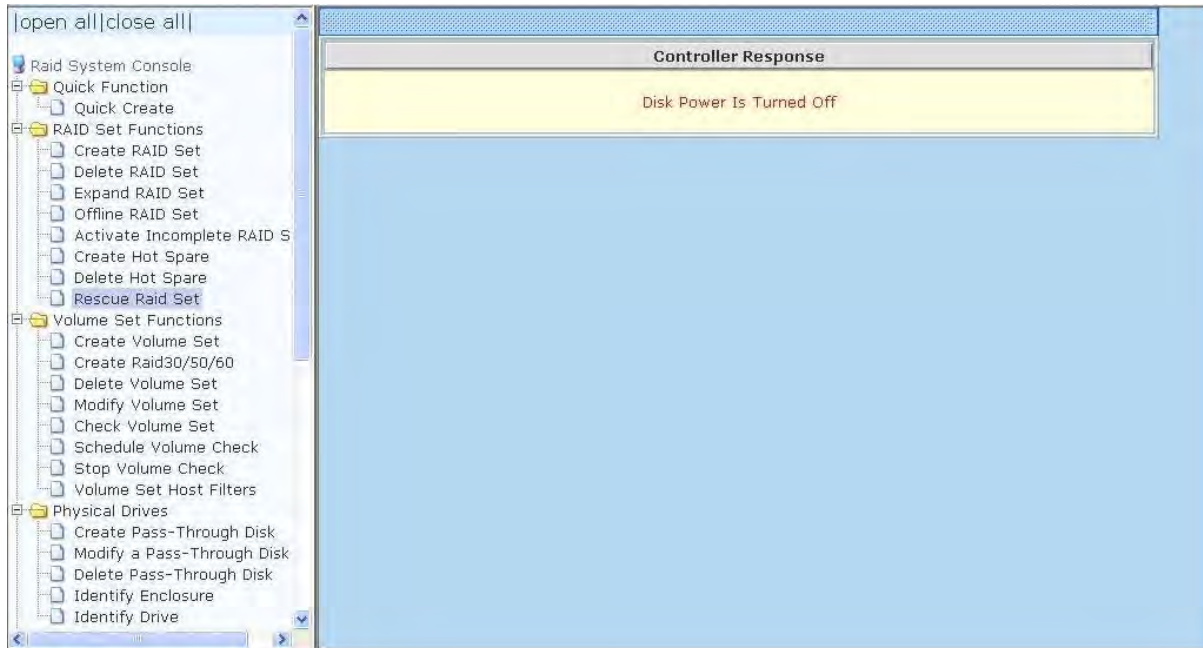 |open all|close all|
Raid System Console
Quick Function
Quick Create
RAID Set Functions
Create RAID Set
Delete RAID Set
Expand RAID Set
Offline RAID Set
Activate Incomplete RAID S
Create Hot Spare
Delete Hot Spare
Rescue Raid Set
Volume Set Functions
Create Volume Set
Create Raid30/50/60
Delete Volume Set
Modify Volume Set
Check Volume Set
Schedule Volume Check
Stop Volume Check
Volume Set Host Filters
Physical Drives
Create Pass-Through Disk
Modify a Pass-Through Disk
Delete Pass-Through Disk
Identify Enclosure
Identify Drive
Controller Response
Disk Power Is Turned Off